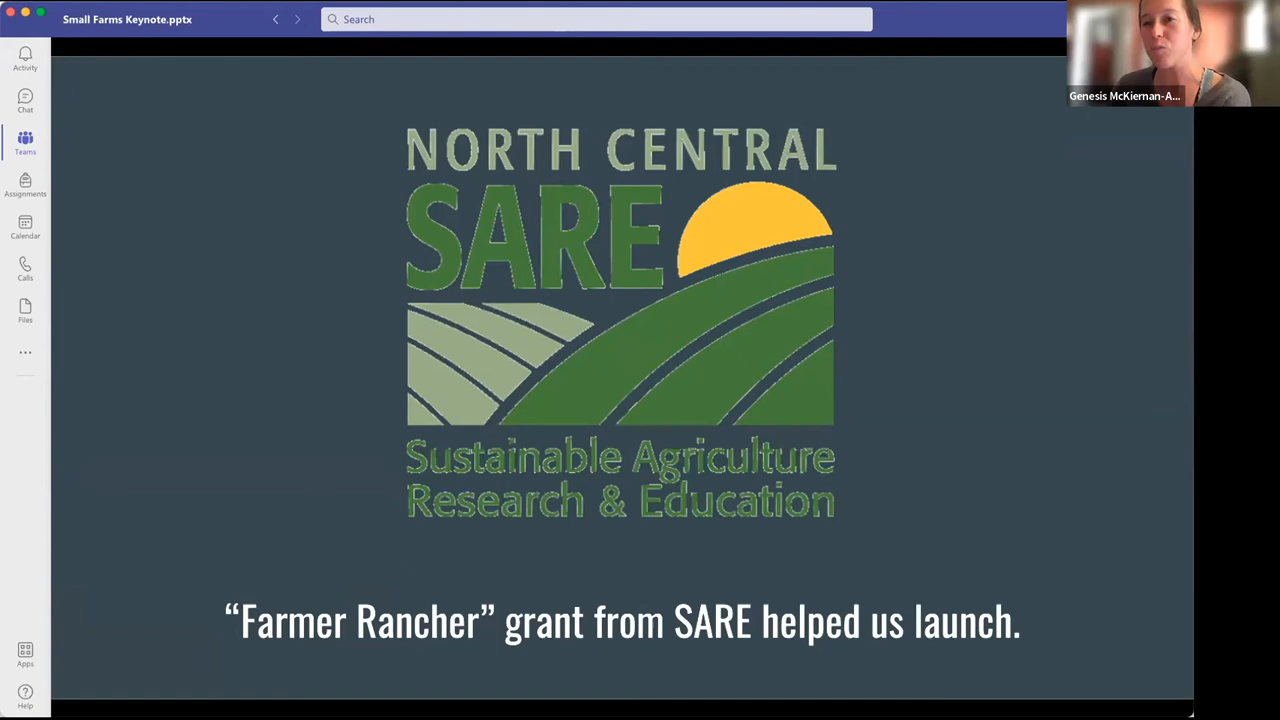 Small Farms Keynote.pptx
Search
Activity
Chat
Teams
Assignments
Calendar
Calls
Files
Apps
Help
Genesis McKiernan-A...
NORTH CENTRAL
SARE
Sustainable Agriculture
Research & Education
“Farmer Rancher” grant from SARE helped us launch.